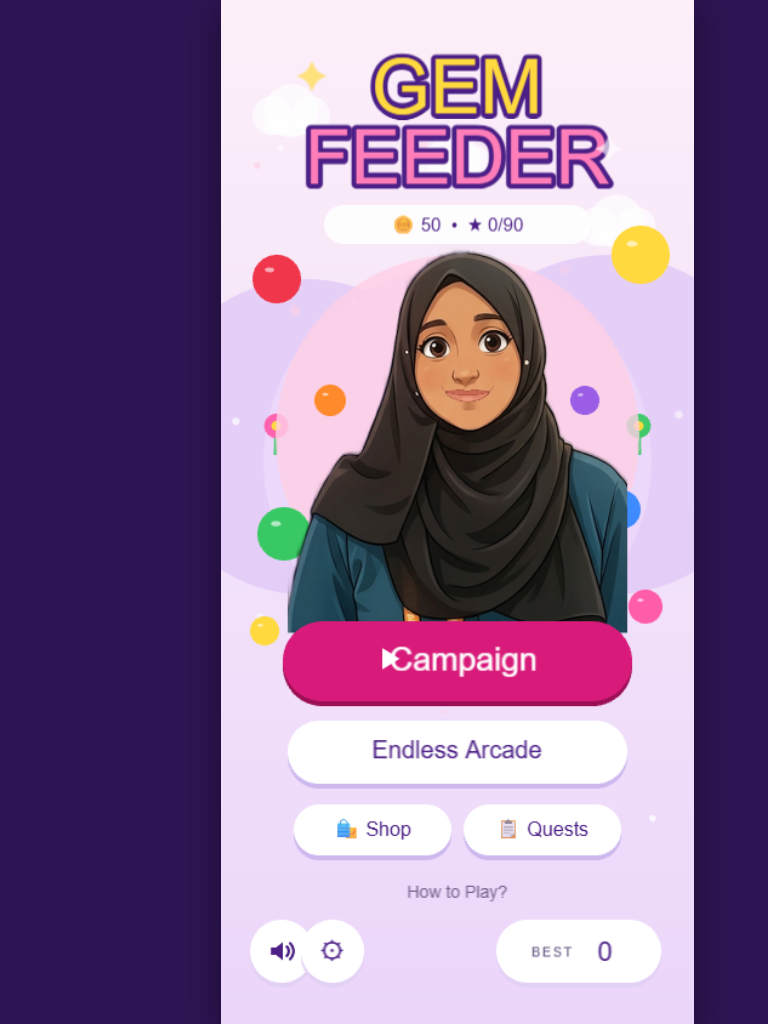 GEM
FEEDER
50 • ★ 0/90
Campaign
Endless Arcade
Shop
Quests
How to Play?
BEST 0